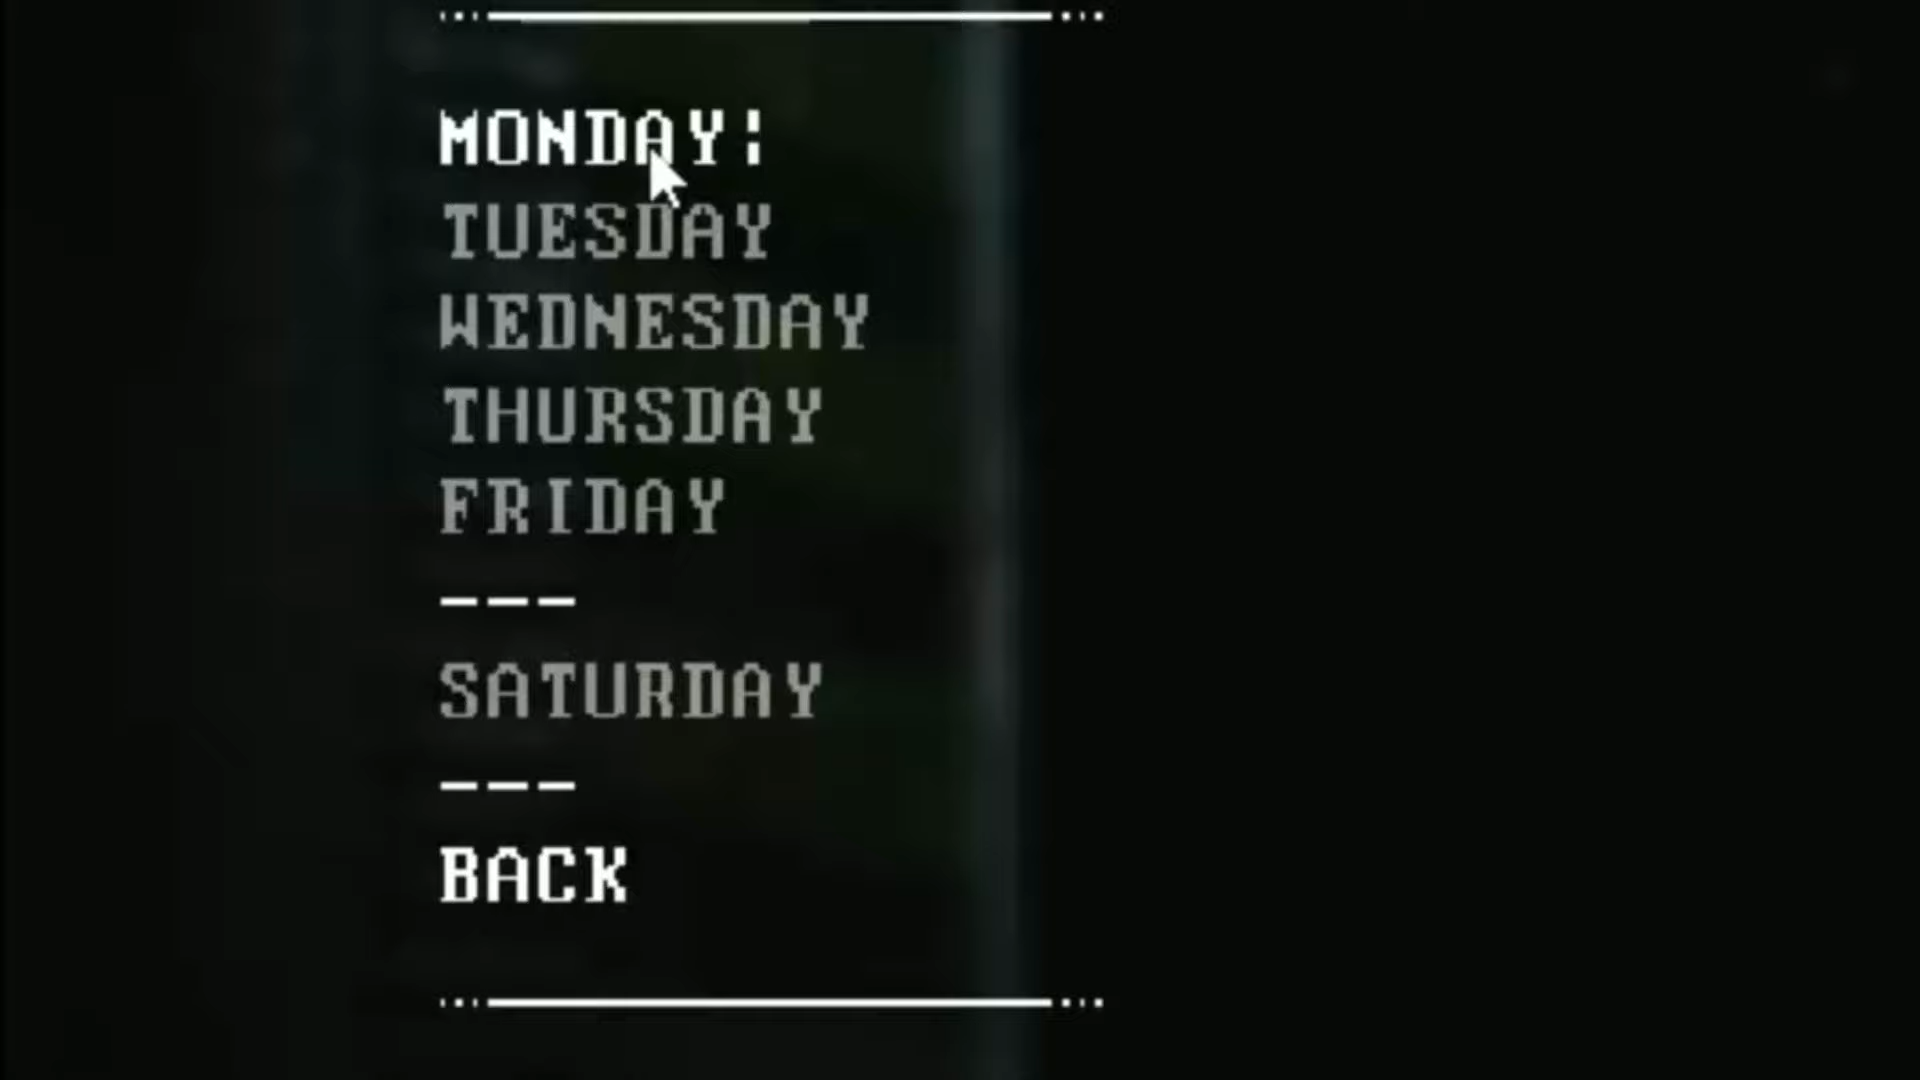 MONDAY:
TUESDAY
WEDNESDAY
THURSDAY
FRIDAY
---
SATURDAY
---
BACK